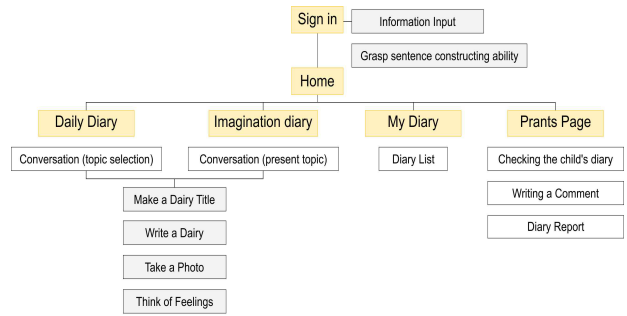 Sign in
Information Input
Grasp sentence constructing ability
Home
Daily Diary
Imagination diary
My Diary
Prants Page
Conversation (topic selection)
Conversation (present topic)
Diary List
Checking the child's diary
Make a Dairy Title
Writing a Comment
Write a Dairy
Diary Report
Take a Photo
Think of Feelings